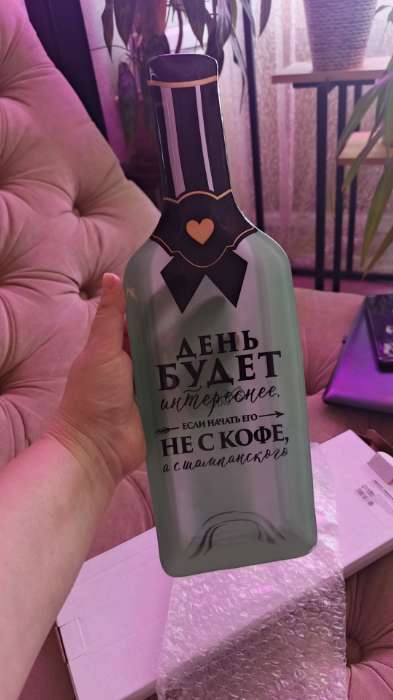 ДЕНЬ
БУДЕТ
интереснее,
ЕСЛИ НАЧАТЬ ЕГО
НЕ С КОФЕ,
а с шампанского